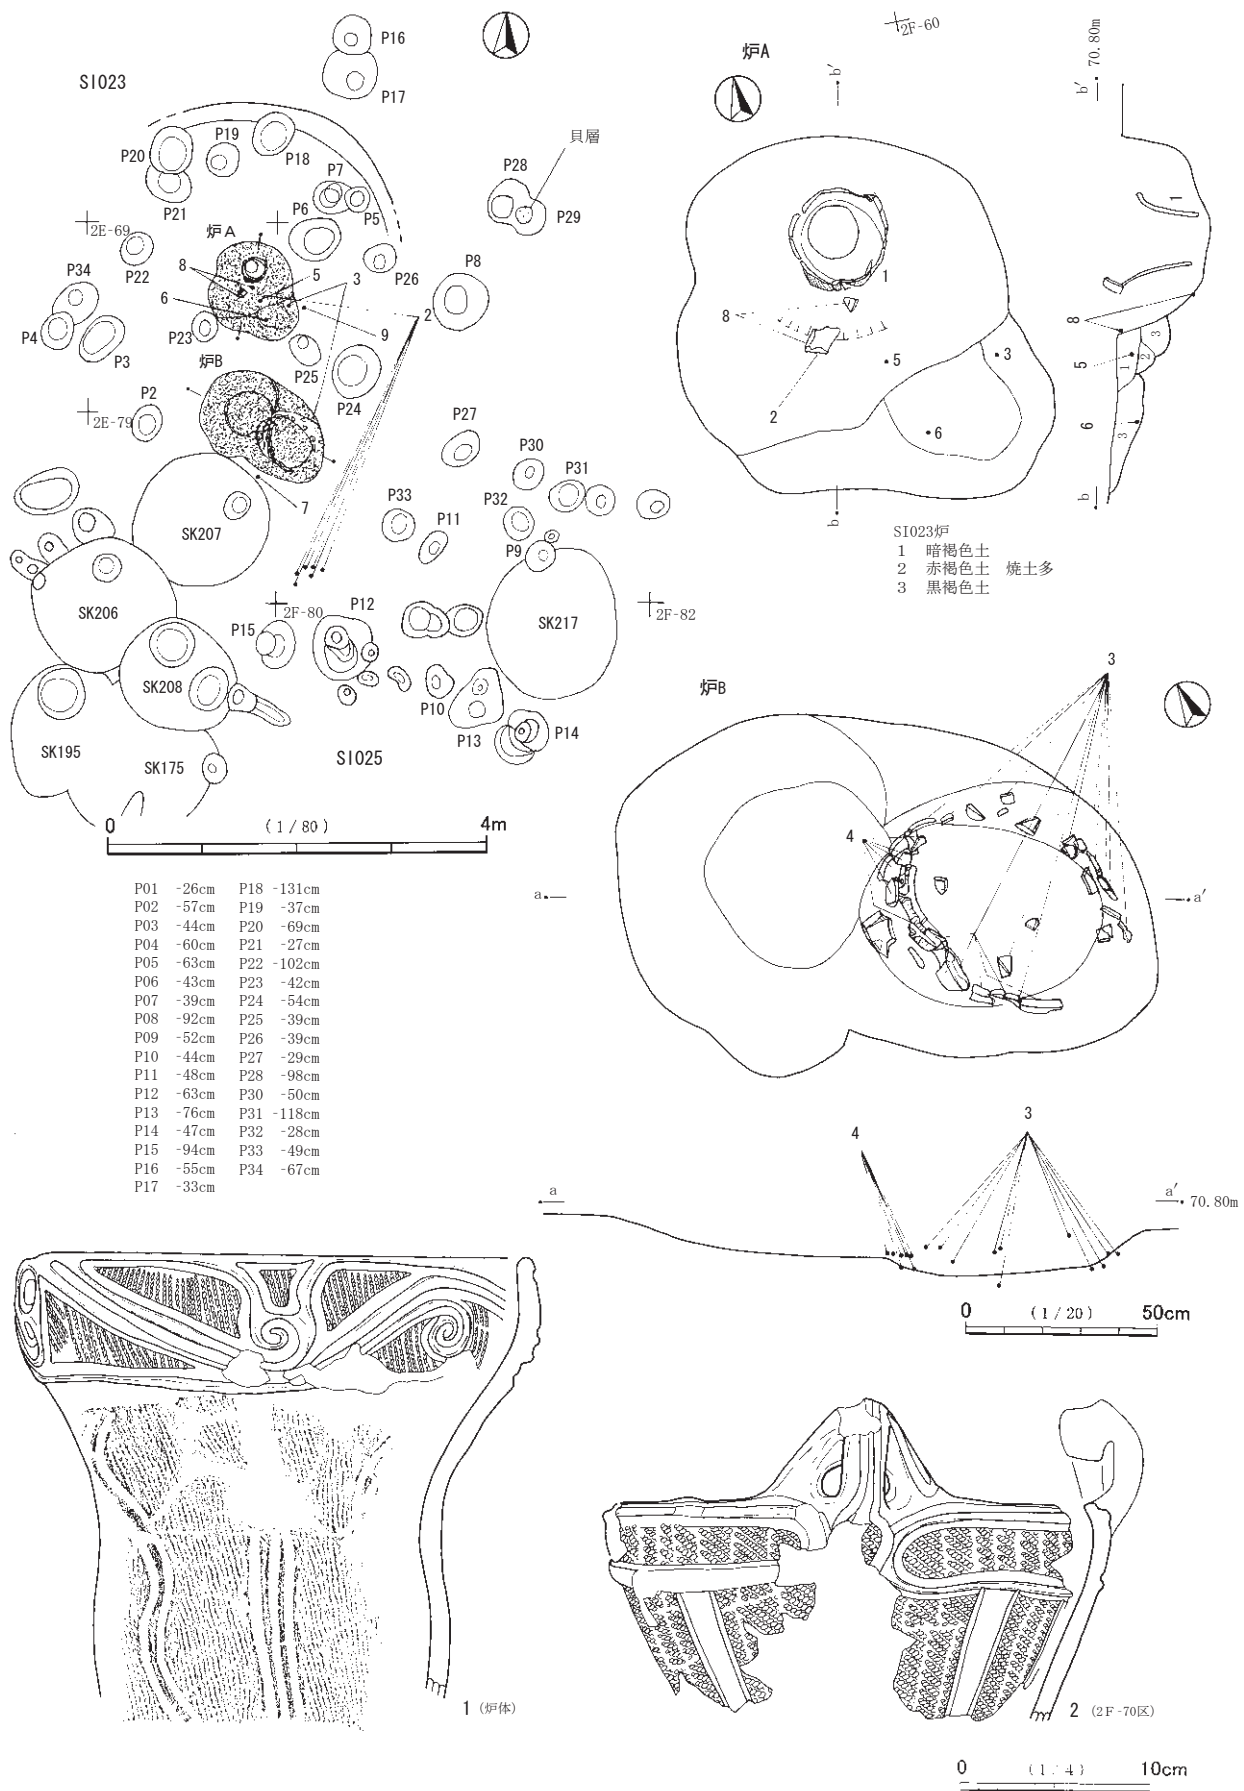 P16
P17
SI023
P20
P19
P18
P21
P7
P6
P5
貝層
P28
P29
2E-69
P22
炉A
P26
P34
8
5
3
6
2
9
P8
P4
P3
P23
P25
炉B
P24
P2
2E-79
P27
P30
P31
P33
P32
P11
P9
7
SK207
SK206
2F-80
P12
2F-82
P15
SK217
SK208
P10
P13
P14
SK195
SK175
SI025
0 (1/80) 4m
P01 -26cm P18 -131cm
P02 -57cm P19 -37cm
P03 -44cm P20 -69cm
P04 -60cm P21 -27cm
P05 -63cm P22 -102cm
P06 -43cm P23 -42cm
P07 -39cm P24 -54cm
P08 -92cm P25 -39cm
P09 -52cm P26 -39cm
P10 -44cm P27 -29cm
P11 -48cm P28 -98cm
P12 -63cm P30 -50cm
P13 -76cm P31 -118cm
P14 -47cm P32 -28cm
P15 -94cm P33 -49cm
P16 -55cm P34 -67cm
P17 -33cm
炉A
2F-60
b′
b′ 70.80m
1
1
8
8
5
3
5
1
2
3
2
6
6
3
b
b
SI023炉
1 暗褐色土
2 赤褐色土 焼土多
3 黒褐色土
炉B
3
4
a
a′
4
3
a
a′ 70.80m
0 (1/20) 50cm
1 (炉体)
2 (2F-70区)
0 (1/4) 10cm